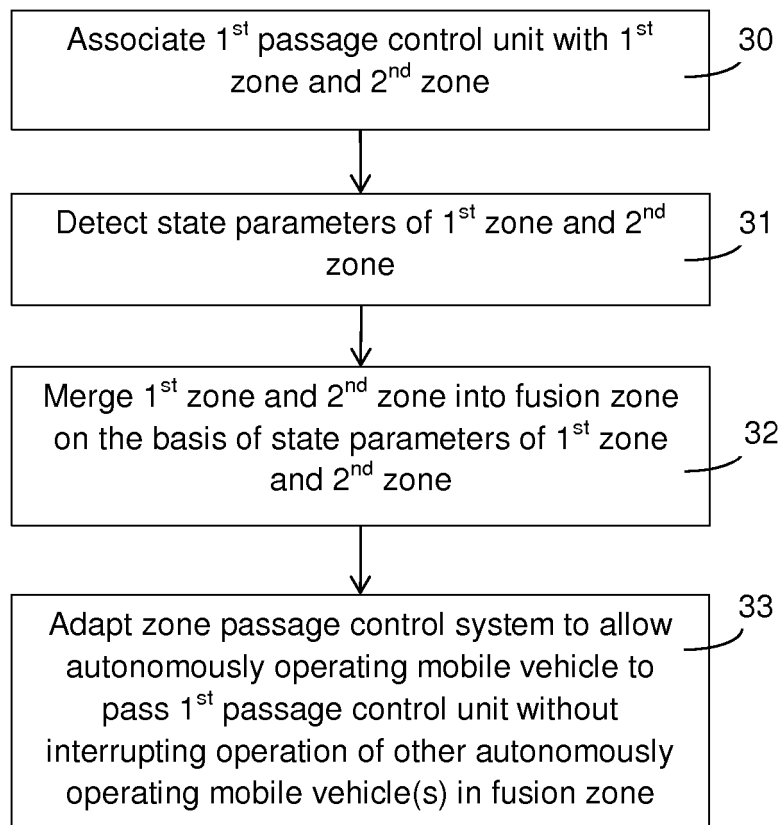 Associate 1st passage control unit with 1st
zone and 2nd zone
30
Detect state parameters of 1st zone and 2nd
zone
31
Merge 1st zone and 2nd zone into fusion zone
on the basis of state parameters of 1st zone
and 2nd zone
32
Adapt zone passage control system to allow
autonomously operating mobile vehicle to
pass 1st passage control unit without
interrupting operation of other autonomously
operating mobile vehicle(s) in fusion zone
33